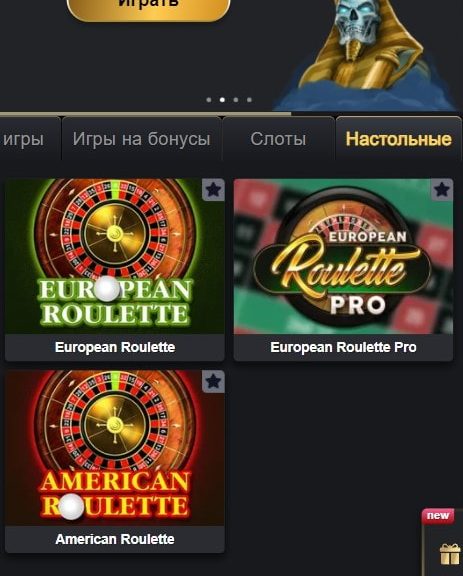 Играть
игры
Игры на бонусы
Слоты
Настольные
EUROPEAN
ROULETTE
European Roulette
EUROPEAN
Roulette
PRO
European Roulette Pro
AMERICAN
ROULETTE
American Roulette
new